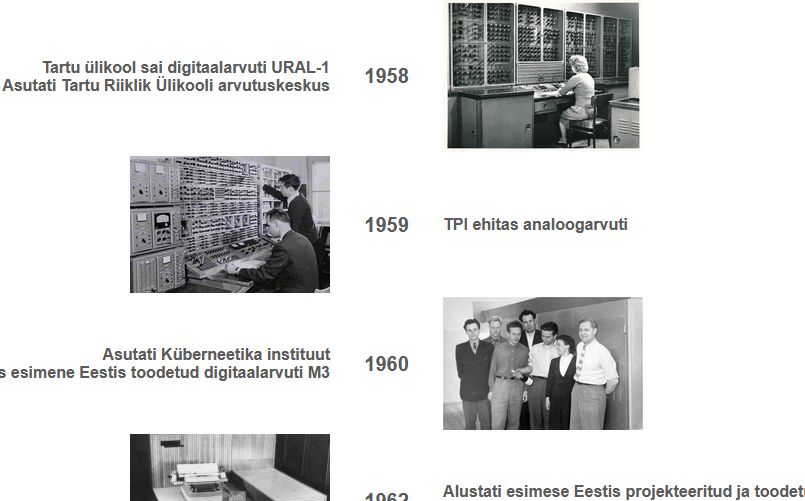 Tartu ülikool sai digitaalarvuti URAL-1
Asutati Tartu Riiklik Ülikooli arvutuskeskus
1958
1959
TPI ehitas analoogarvuti
Asutati Küberneetika instituut
esimene Eestis toodetud digitaalarvuti M3
1960
1962
Alustati esimese Eestis projekteeritud ja